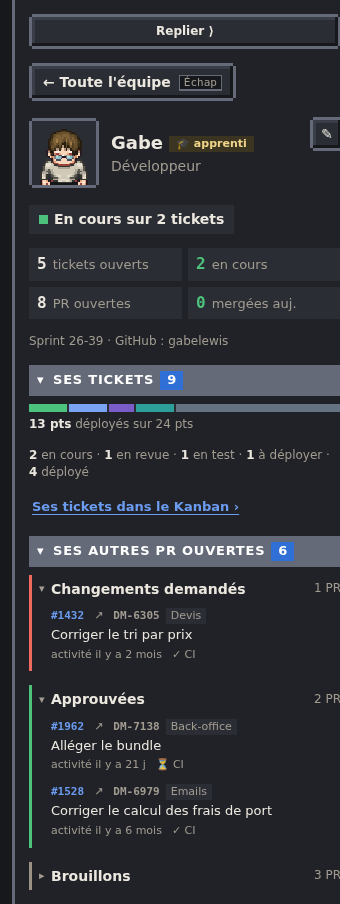 Replier ⟩
← Toute l'équipe Échap
Gabe 🎓 apprenti ✎
Développeur
En cours sur 2 tickets
5 tickets ouverts 2 en cours
8 PR ouvertes 0 mergées auj.
Sprint 26-39 · GitHub : gabelewis
▾ SES TICKETS 9
13 pts déployés sur 24 pts
2 en cours · 1 en revue · 1 en test · 1 à déployer ·
4 déployé
Ses tickets dans le Kanban ›
▾ SES AUTRES PR OUVERTES 6
▾ Changements demandés 1 PR
#1432 ↗ DM-6305 Devis
Corriger le tri par prix
activité il y a 2 mois ✓ CI
▾ Approuvées 2 PR
#1962 ↗ DM-7138 Back-office
Alléger le bundle
activité il y a 21 j ⏳ CI
#1528 ↗ DM-6979 Emails
Corriger le calcul des frais de port
activité il y a 6 mois ✓ CI
▸ Brouillons 3 PR